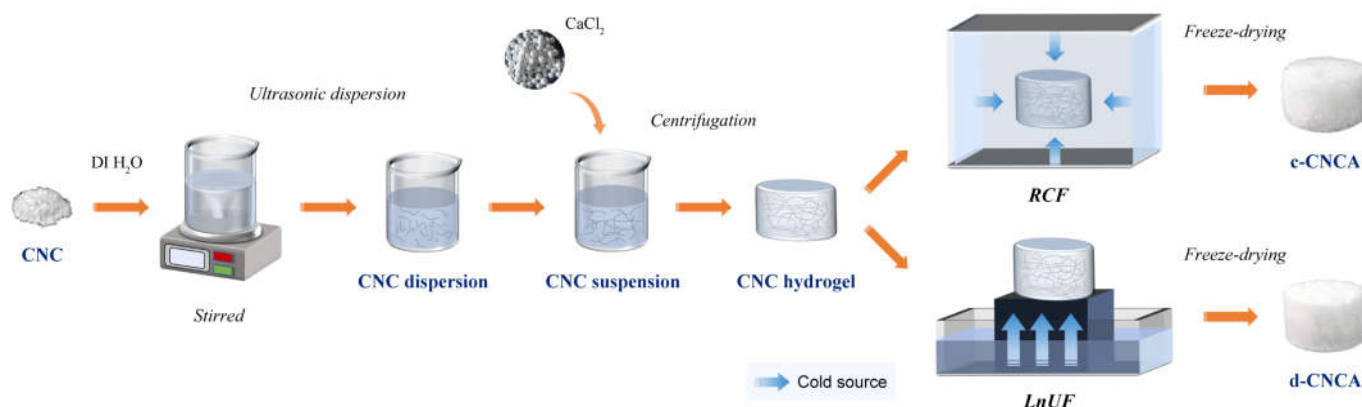 CaCl₂
Freeze-drying
Ultrasonic dispersion
Centrifugation
DI H₂O
c-CNCA
RCF
CNC
CNC dispersion
CNC suspension
CNC hydrogel
Freeze-drying
Stirred
Cold source
d-CNCA
LnUF